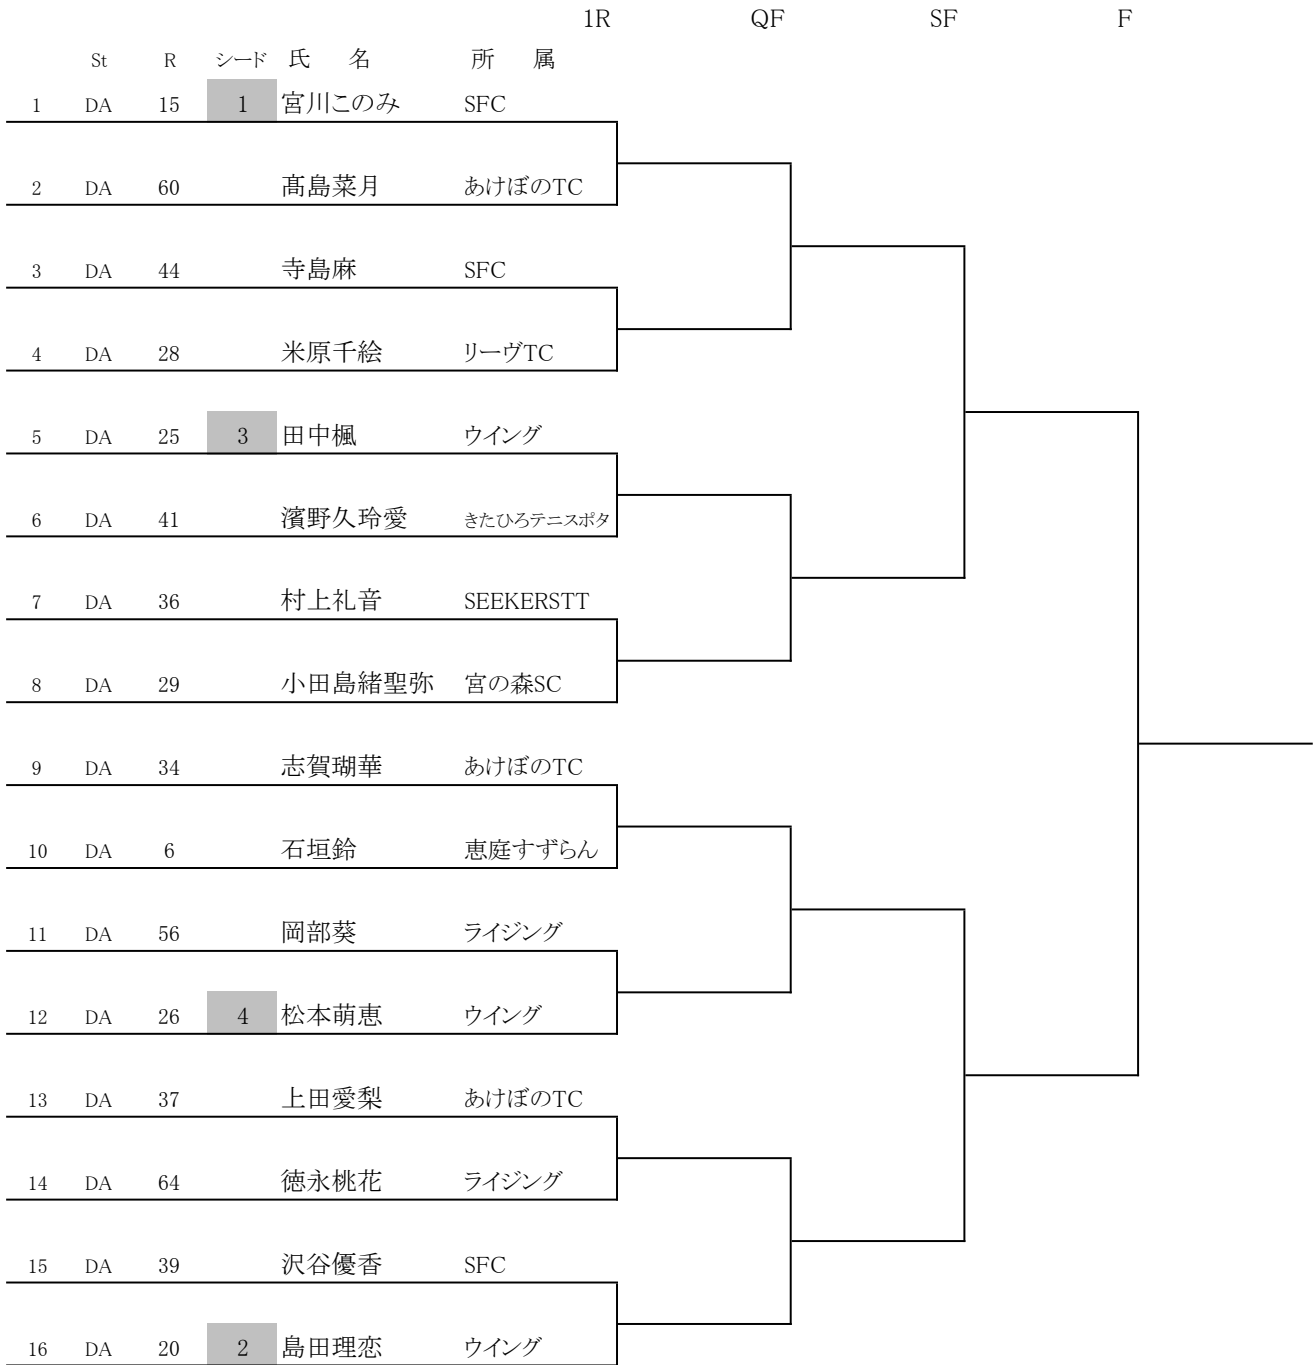 1R QF SF F
St R シード 氏 名 所 属
1 DA 15 1 宮川このみ SFC
2 DA 60 髙島菜月 あけぼのTC
3 DA 44 寺島麻 SFC
4 DA 28 米原千絵 リーヴTC
5 DA 25 3 田中楓 ウイング
6 DA 41 濱野久玲愛 きたひろテニスポタ
7 DA 36 村上礼音 SEEKERSTT
8 DA 29 小田島緒聖弥 宮の森SC
9 DA 34 志賀瑚華 あけぼのTC
10 DA 6 石垣鈴 恵庭すずらん
11 DA 56 岡部葵 ライジング
12 DA 26 4 松本萌恵 ウイング
13 DA 37 上田愛梨 あけぼのTC
14 DA 64 徳永桃花 ライジング
15 DA 39 沢谷優香 SFC
16 DA 20 2 島田理恋 ウイング